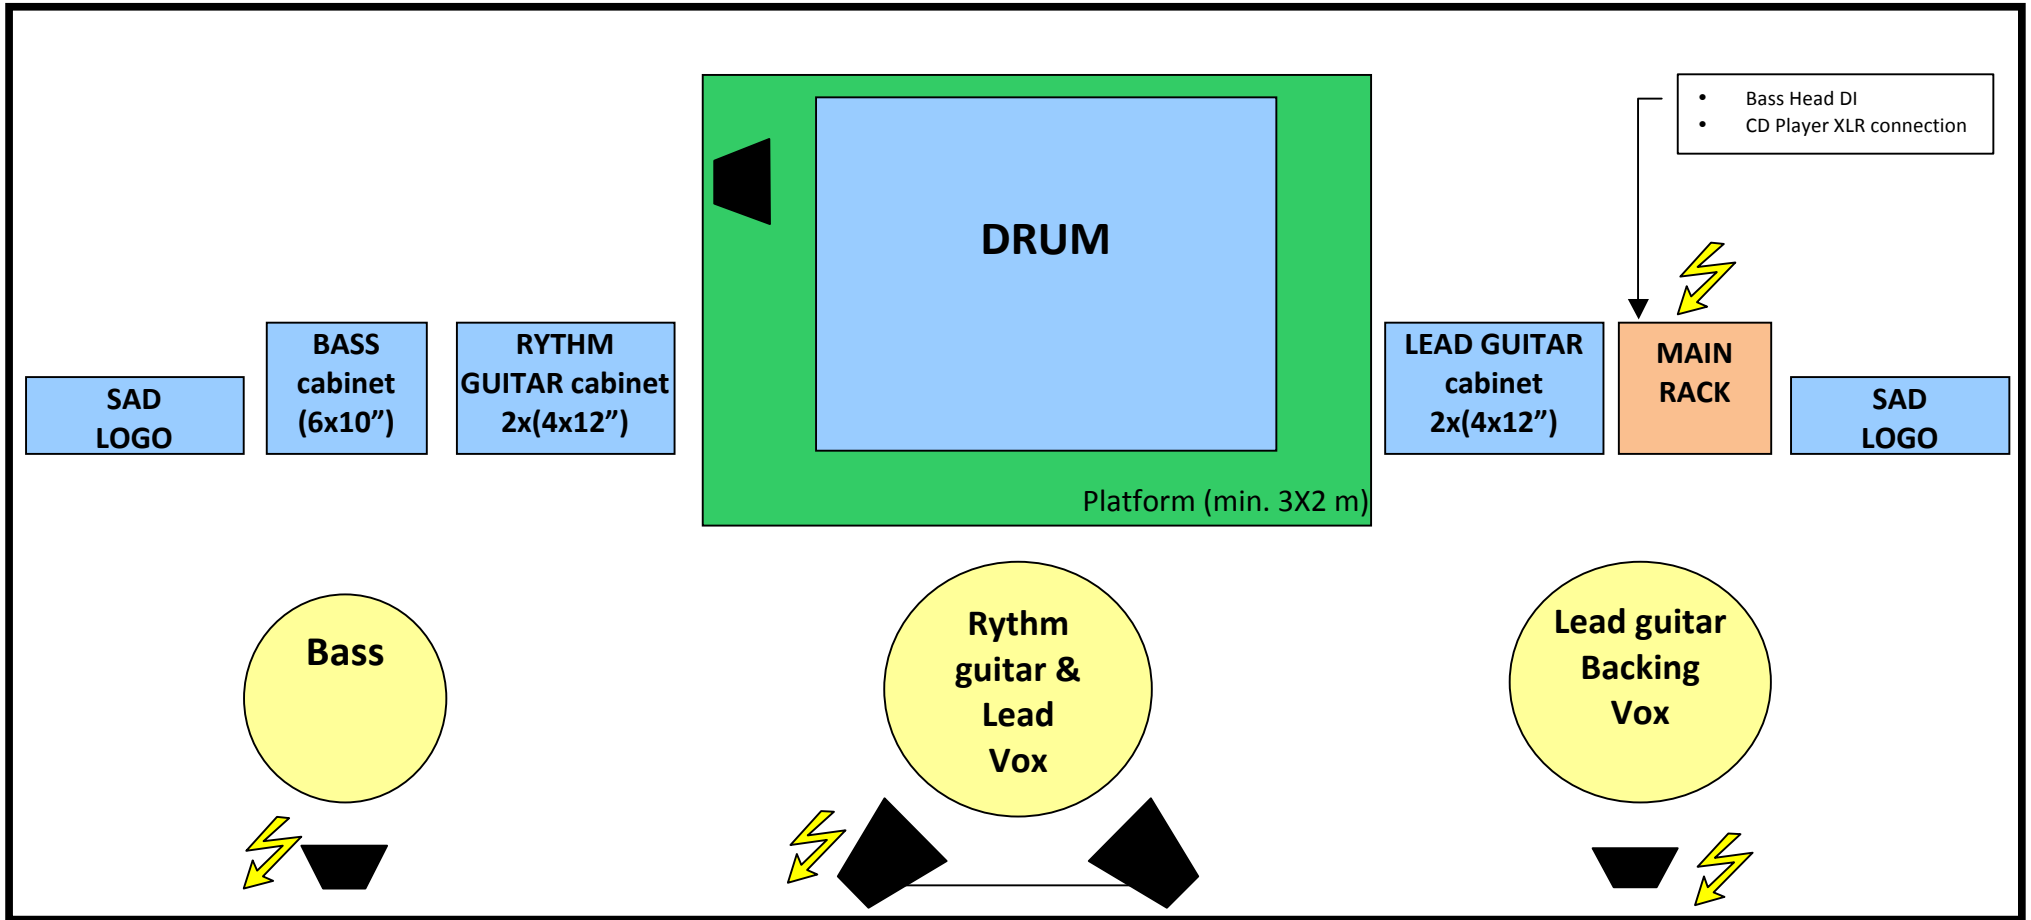 • Bass Head DI
• CD Player XLR connection
DRUM
SAD
LOGO
BASS
cabinet
(6x10”)
RYTHM
GUITAR cabinet
2x(4x12”)
LEAD GUITAR
cabinet
2x(4x12”)
MAIN
RACK
SAD
LOGO
Platform (min. 3X2 m)
Bass
Rythm
guitar &
Lead
Vox
Lead guitar
Backing
Vox